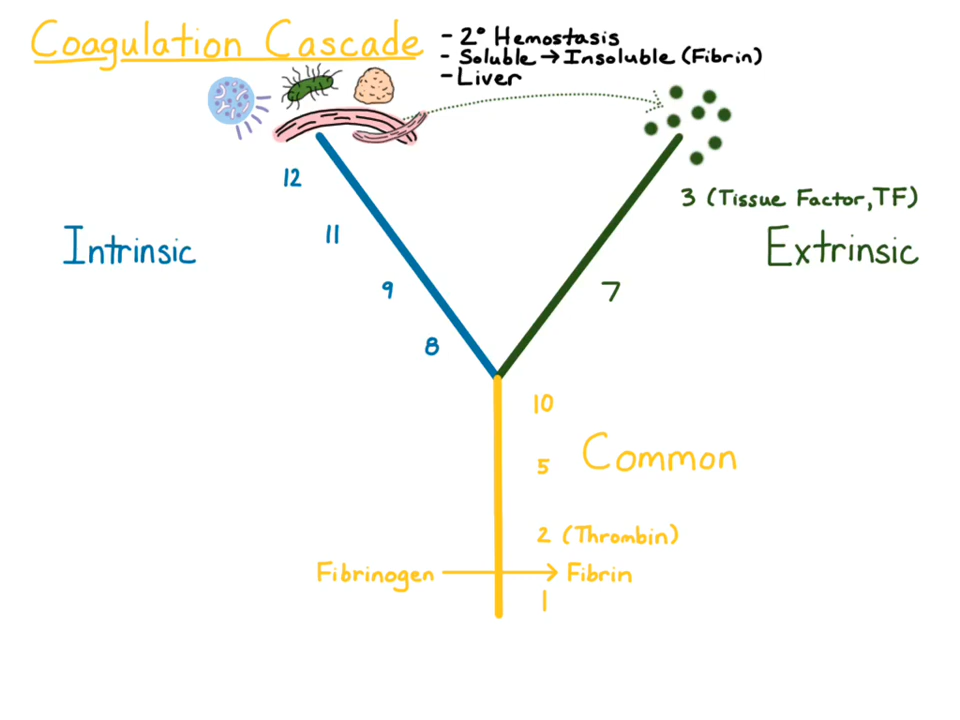 Coagulation Cascade
- 2° Hemostasis
- Soluble → Insoluble (Fibrin)
- Liver
12
3 (Tissue Factor, TF)
11
Intrinsic
Extrinsic
9
7
8
10
5
Common
2 (Thrombin)
Fibrinogen → Fibrin
1